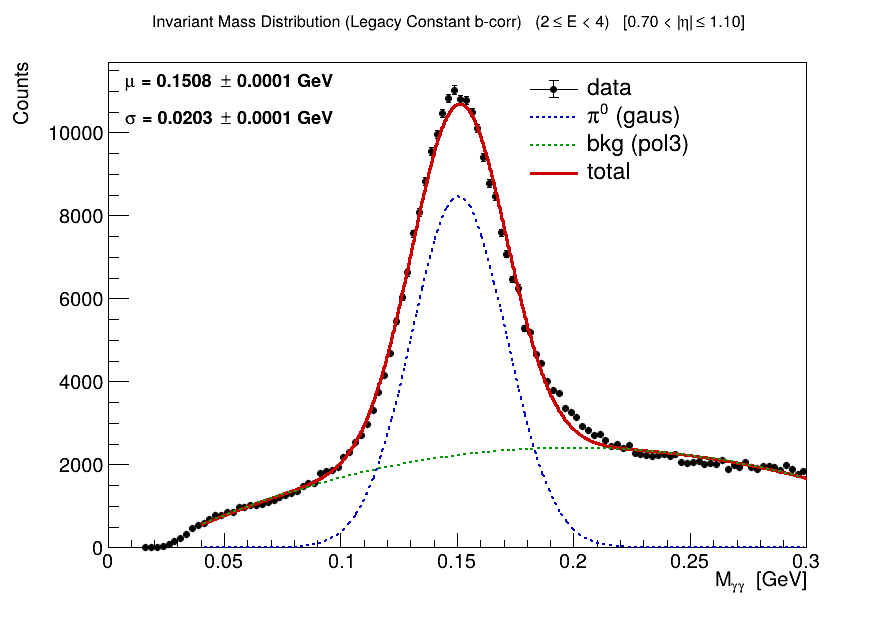 Invariant Mass Distribution (Legacy Constant b-corr) (2 ≤ E < 4) [0.70 < |η| ≤ 1.10]
Counts
μ = 0.1508 ± 0.0001 GeV
σ = 0.0203 ± 0.0001 GeV
data
π⁰ (gaus)
bkg (pol3)
total
10000
8000
6000
4000
2000
0
0 0.05 0.1 0.15 0.2 0.25 0.3
M_γγ [GeV]